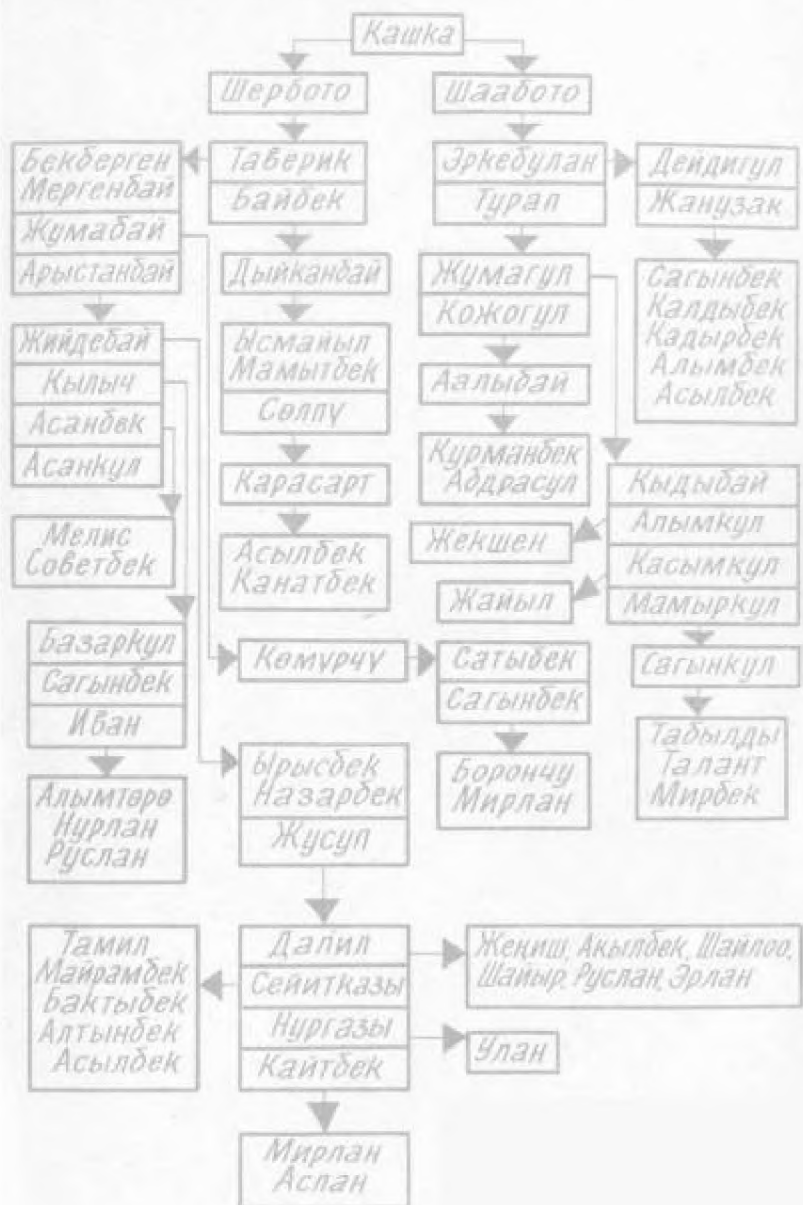 Кашка
Шербото
Шаабото
Бекберген
Мергенбай
Жумабай
Арыстанбай
Таверик
Байбек
Эркебулан
Турап
Дейдигул
Жанузак
Дыйканбай
Жумагул
Кожогул
Сагынбек
Калдыбек
Кадырбек
Алымбек
Асылбек
Жийдебай
Кылыч
Асанбек
Асанкул
Ысмайыл
Мамытбек
Сөлпү
Аалыбай
Курманбек
Абдрасул
Карасарт
Кыдыбай
Алымкул
Касымкул
Мамыркул
Мелис
Советбек
Асылбек
Канатбек
Жекшен
Жайыл
Базаркул
Сагынбек
Иван
Көмүрчү
Сатыбек
Сагынбек
Сагынкул
Алымтөрө
Нурлан
Руслан
Ырысбек
Назарбек
Жусуп
Борончу
Мирлан
Табылды
Талант
Мирбек
Тамил
Майрамбек
Бактыбек
Алтынбек
Асылбек
Далил
Сейитказы
Нургазы
Кайтбек
Жеңиш, Акылбек, Шайлоо,
Шайыр, Руслан, Эрлан
Улан
Мирлан
Аслан